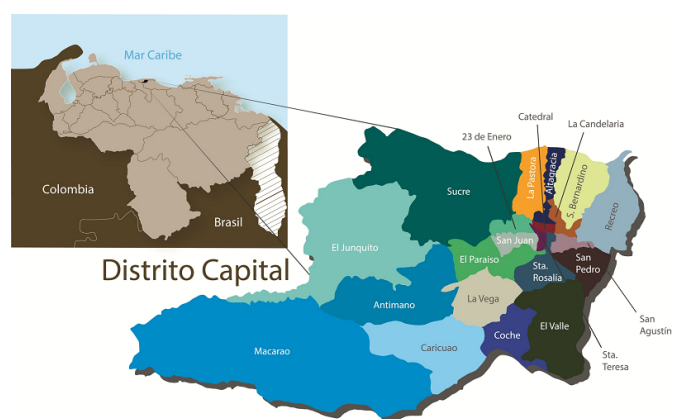 Mar Caribe
Colombia
Brasil
Distrito Capital
Catedral
La Candelaria
23 de Enero
La Pastora
Altagracia
S. Bernardino
Sucre
Recreo
San Juan
El Junquito
El Paraiso
Sta.
Rosalía
San
Pedro
Antimano
La Vega
San
Agustín
El Valle
Coche
Macarao
Caricuao
Sta.
Teresa